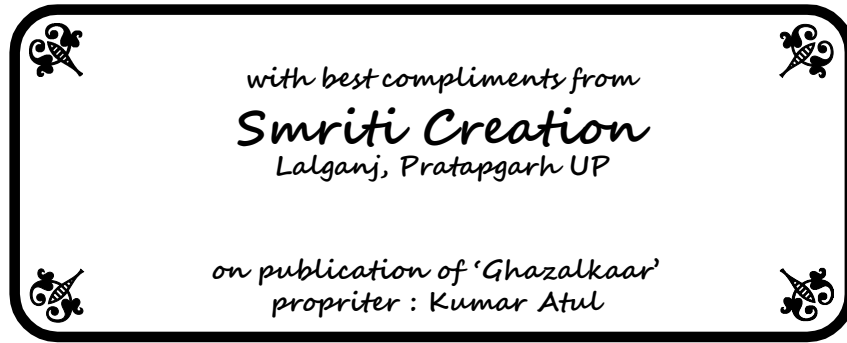 with best compliments from
Smriti Creation
Lalganj, Pratapgarh UP
on publication of ‘Ghazalkaar’
propriter : Kumar Atul